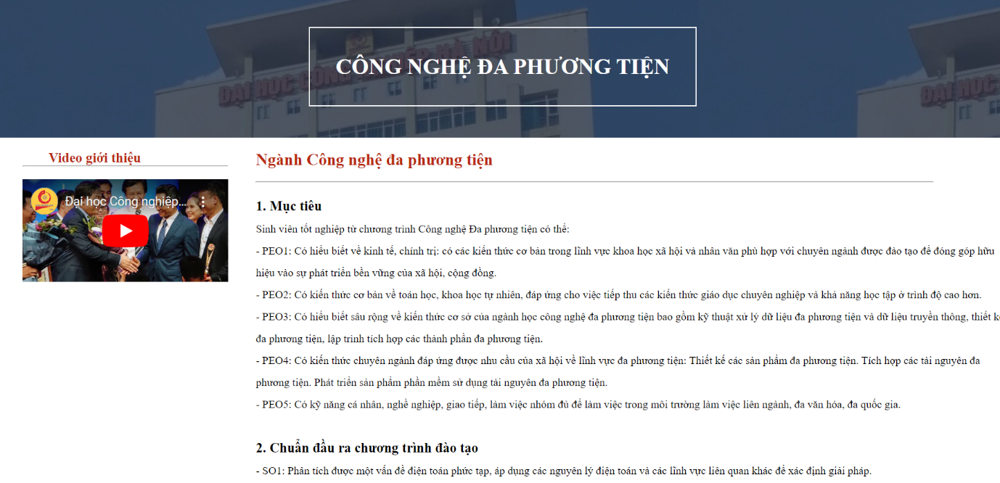 ĐẠI HỌC CÔNG NGHIỆP HÀ NỘI
ĐẠI HỌC
CÔNG NGHỆ ĐA PHƯƠNG TIỆN
Video giới thiệu
Đại học Công nghiệp...
Ngành Công nghệ đa phương tiện
1. Mục tiêu
Sinh viên tốt nghiệp từ chương trình Công nghệ Đa phương tiện có thể:
- PEO1: Có hiểu biết về kinh tế, chính trị: có các kiến thức cơ bản trong lĩnh vực khoa học xã hội và nhân văn phù hợp với chuyên ngành được đào tạo để đóng góp hữu
hiệu vào sự phát triển bền vững của xã hội, cộng đồng.
- PEO2: Có kiến thức cơ bản về toán học, khoa học tự nhiên, đáp ứng cho việc tiếp thu các kiến thức giáo dục chuyên nghiệp và khả năng học tập ở trình độ cao hơn.
- PEO3: Có hiểu biết sâu rộng về kiến thức cơ sở của ngành học công nghệ đa phương tiện bao gồm kỹ thuật xử lý dữ liệu đa phương tiện và dữ liệu truyền thông, thiết k
đa phương tiện, lập trình tích hợp các thành phần đa phương tiện.
- PEO4: Có kiến thức chuyên ngành đáp ứng được nhu cầu của xã hội về lĩnh vực đa phương tiện: Thiết kế các sản phẩm đa phương tiện. Tích hợp các tài nguyên đa
phương tiện. Phát triển sản phẩm phần mềm sử dụng tài nguyên đa phương tiện.
- PEO5: Có kỹ năng cá nhân, nghề nghiệp, giao tiếp, làm việc nhóm đủ để làm việc trong môi trường làm việc liên ngành, đa văn hóa, đa quốc gia.
2. Chuẩn đầu ra chương trình đào tạo
- SO1: Phân tích được một vấn đề điện toán phức tạp, áp dụng các nguyên lý điện toán và các lĩnh vực liên quan khác để xác định giải pháp.